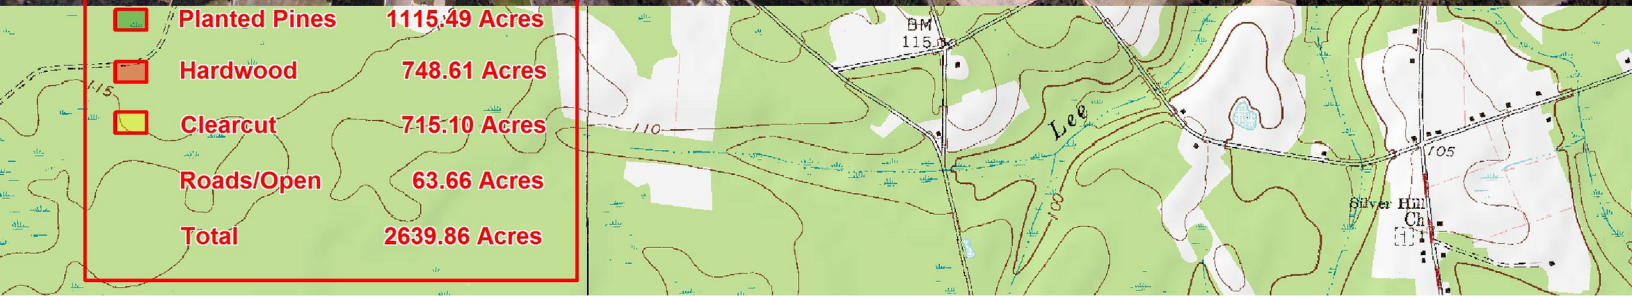 Planted Pines 1115.49 Acres
Hardwood 748.61 Acres
Clearcut 715.10 Acres
Roads/Open 63.66 Acres
Total 2639.86 Acres
115
110
BM
115
Lee
100
105
Silver Hill
Ch